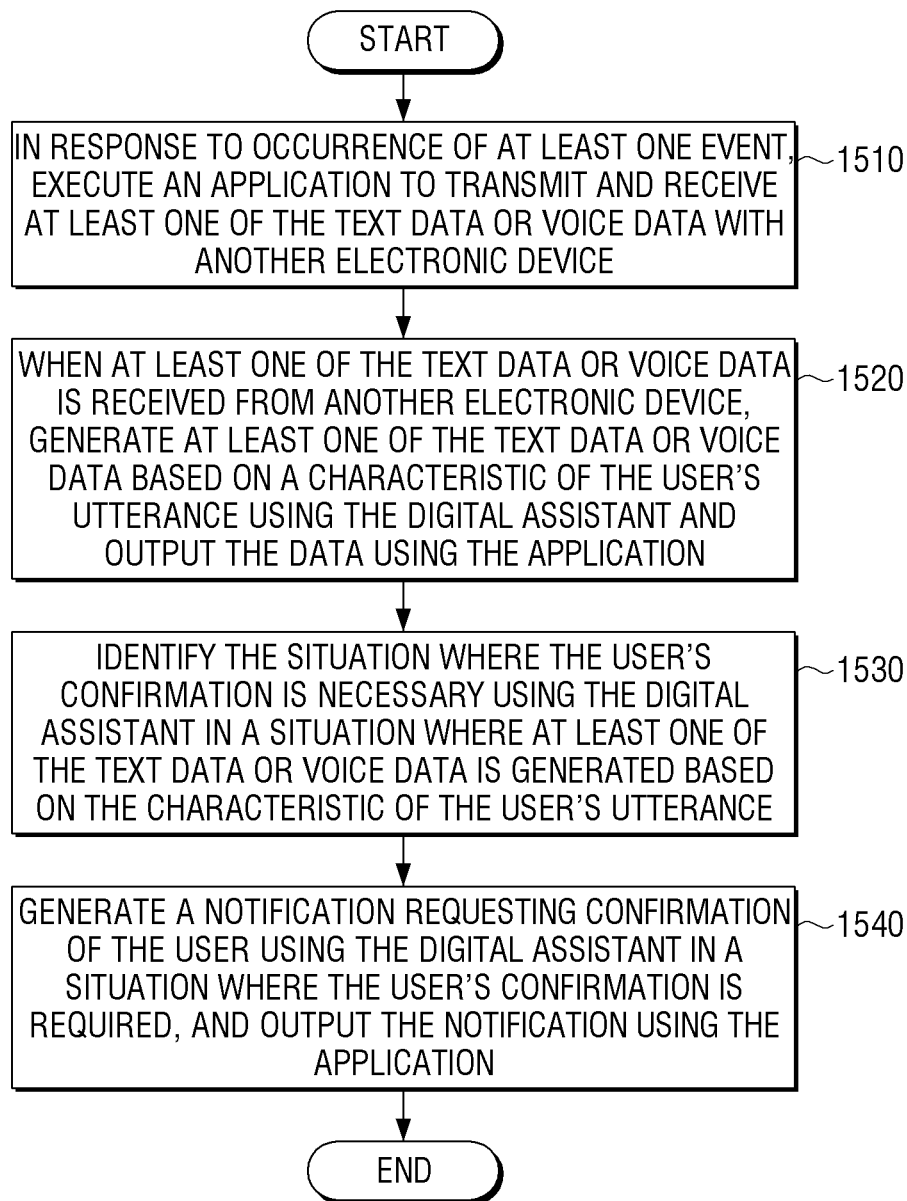 START
IN RESPONSE TO OCCURRENCE OF AT LEAST ONE EVENT,
EXECUTE AN APPLICATION TO TRANSMIT AND RECEIVE
AT LEAST ONE OF THE TEXT DATA OR VOICE DATA WITH
ANOTHER ELECTRONIC DEVICE
1510
WHEN AT LEAST ONE OF THE TEXT DATA OR VOICE DATA
IS RECEIVED FROM ANOTHER ELECTRONIC DEVICE,
GENERATE AT LEAST ONE OF THE TEXT DATA OR VOICE
DATA BASED ON A CHARACTERISTIC OF THE USER'S
UTTERANCE USING THE DIGITAL ASSISTANT AND
OUTPUT THE DATA USING THE APPLICATION
1520
IDENTIFY THE SITUATION WHERE THE USER'S
CONFIRMATION IS NECESSARY USING THE DIGITAL
ASSISTANT IN A SITUATION WHERE AT LEAST ONE OF
THE TEXT DATA OR VOICE DATA IS GENERATED BASED
ON THE CHARACTERISTIC OF THE USER'S UTTERANCE
1530
GENERATE A NOTIFICATION REQUESTING CONFIRMATION
OF THE USER USING THE DIGITAL ASSISTANT IN A
SITUATION WHERE THE USER'S CONFIRMATION IS
REQUIRED, AND OUTPUT THE NOTIFICATION USING THE
APPLICATION
1540
END